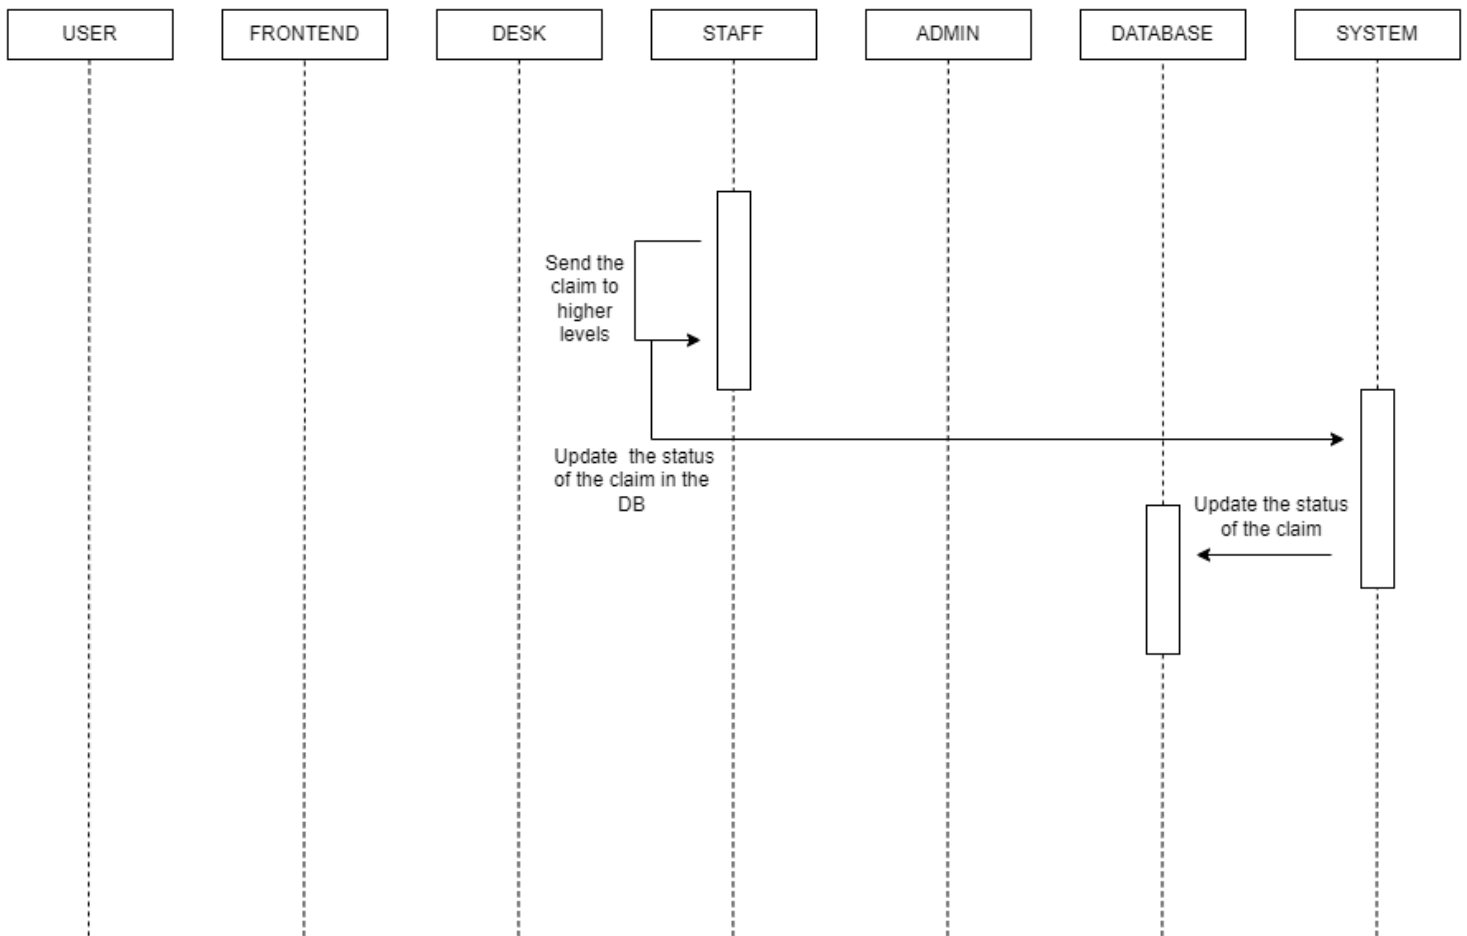 USER
FRONTEND
DESK
STAFF
ADMIN
DATABASE
SYSTEM
Send the
claim to
higher
levels
Update  the status
of the claim in the
DB
Update the status
of the claim